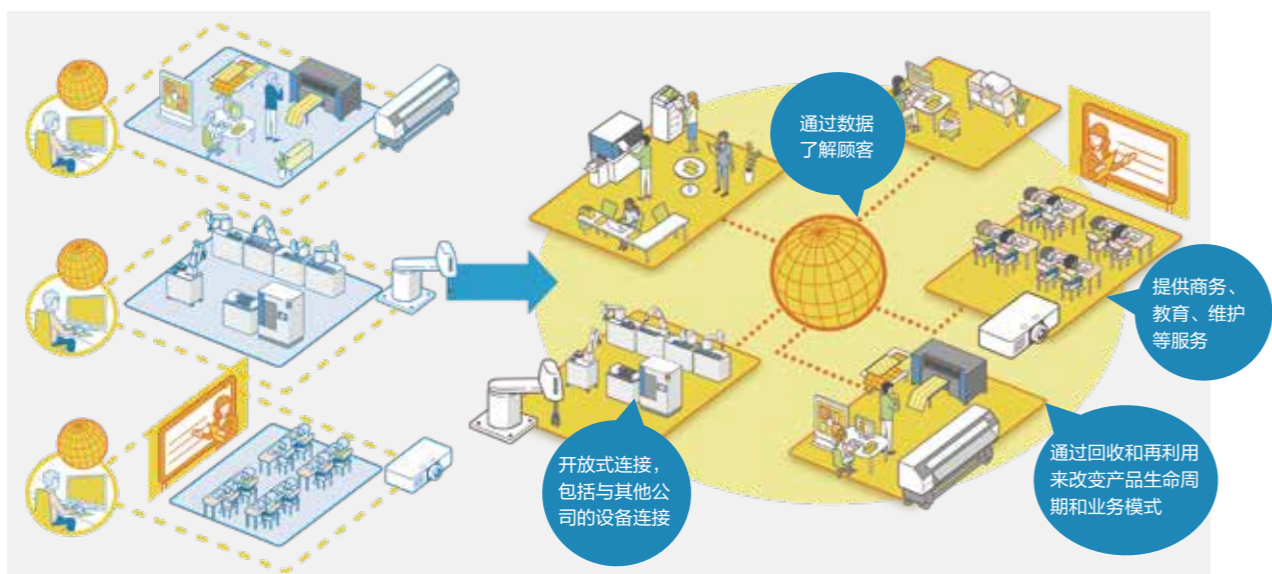 通过数据
了解顾客
提供商务、
教育、维护
等服务
开放式连接，
包括与其他公
司的设备连接
通过回收和再利用
来改变产品生命周
期和业务模式